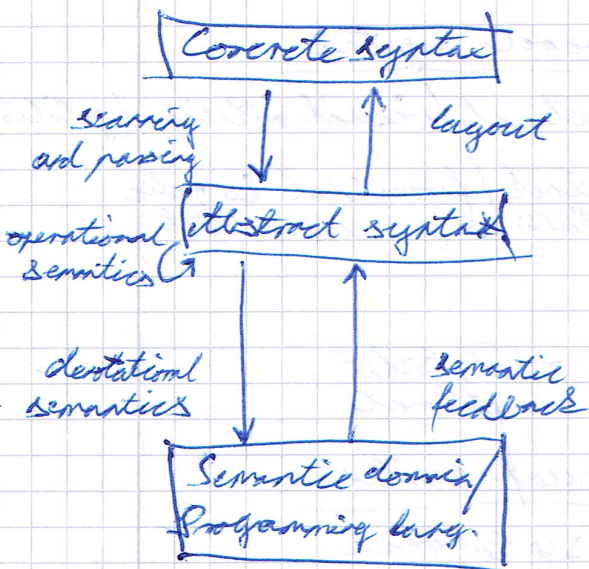 Concrete syntax
scanning
and parsing
layout
Abstract syntax
operational
semantics
denotational
semantics
semantic
feedback
Semantic domain/
Programming lang.